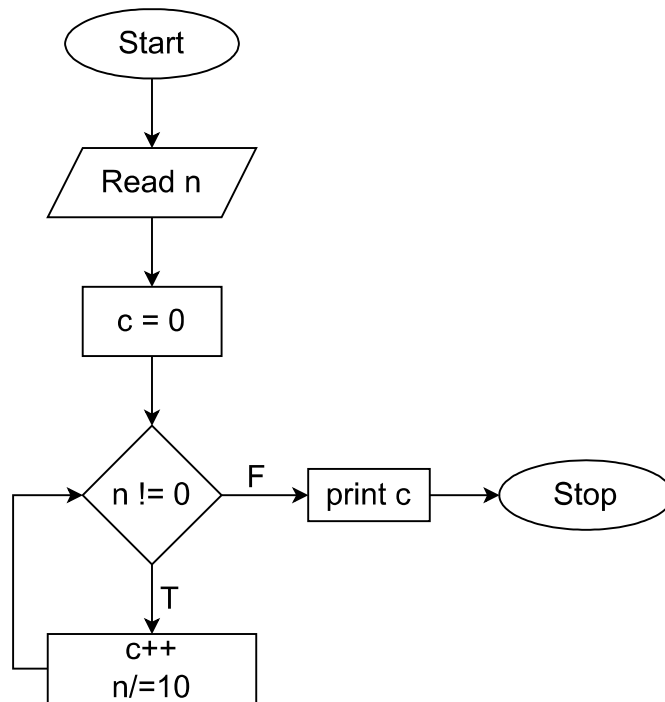 Start
Read n
c = 0
n != 0
F
print c
Stop
T
c++
n/=10